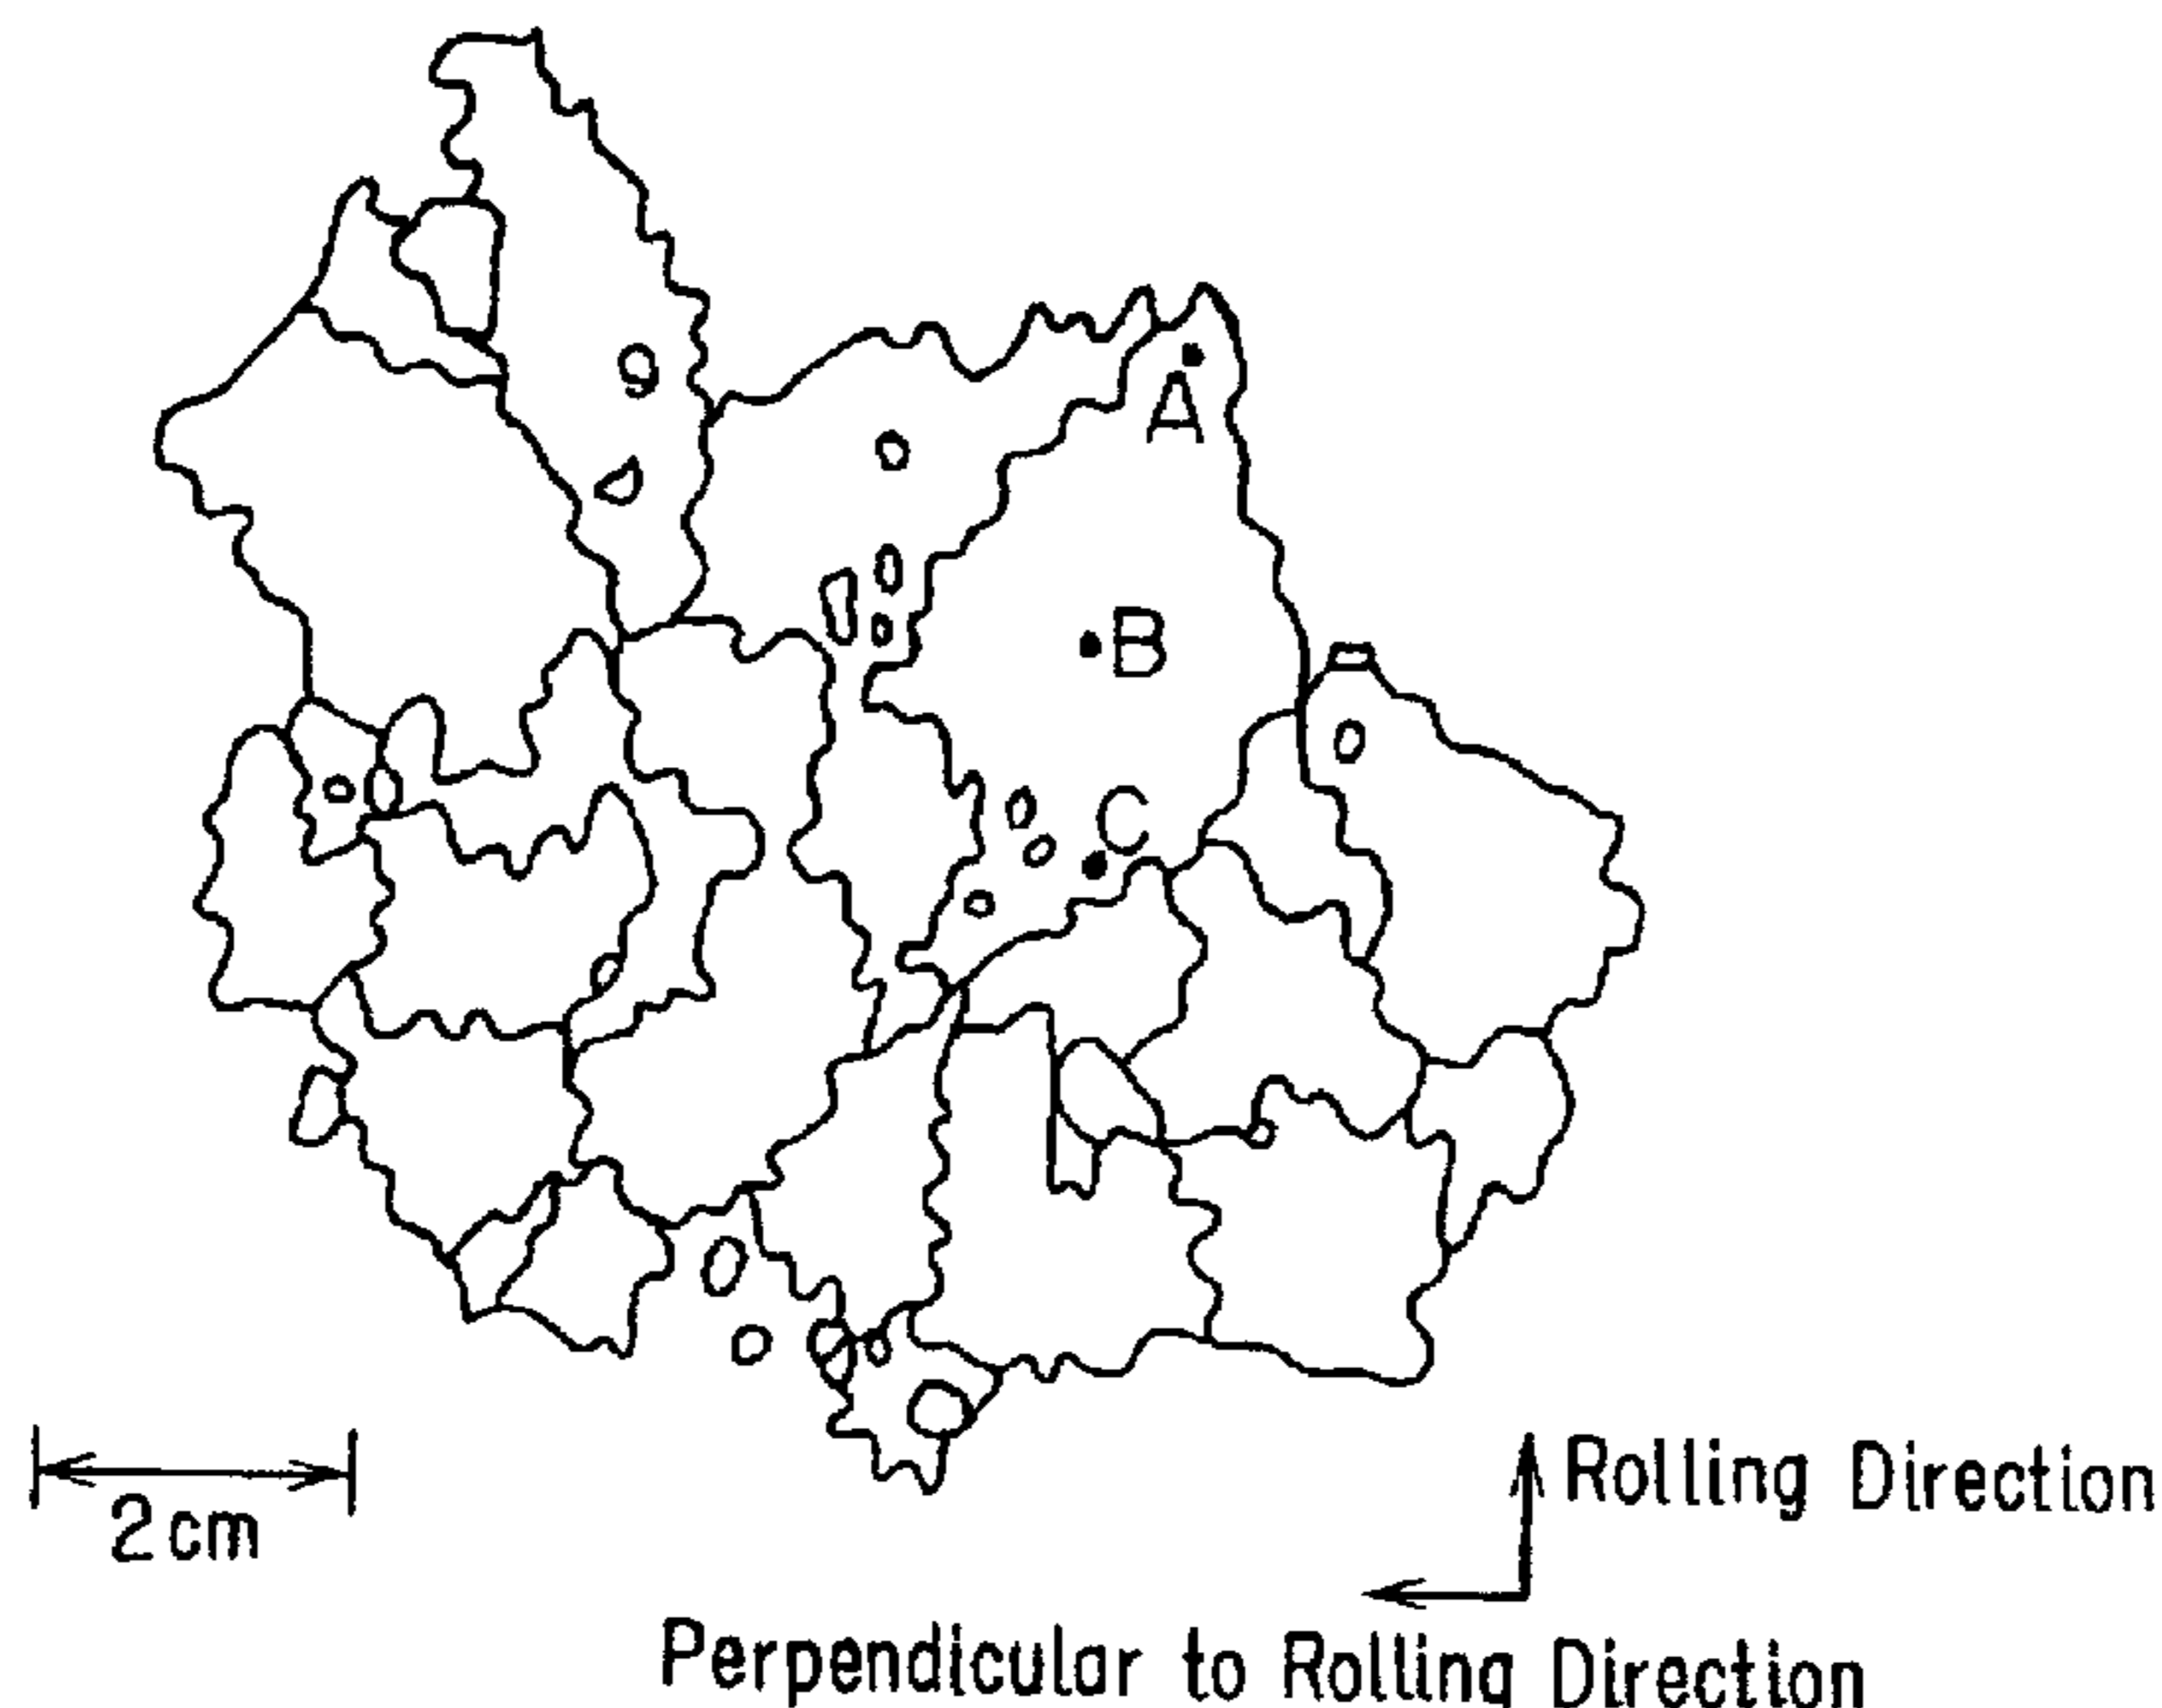 A
B
C
2cm
Rolling Direction
Perpendicular to Rolling Direction